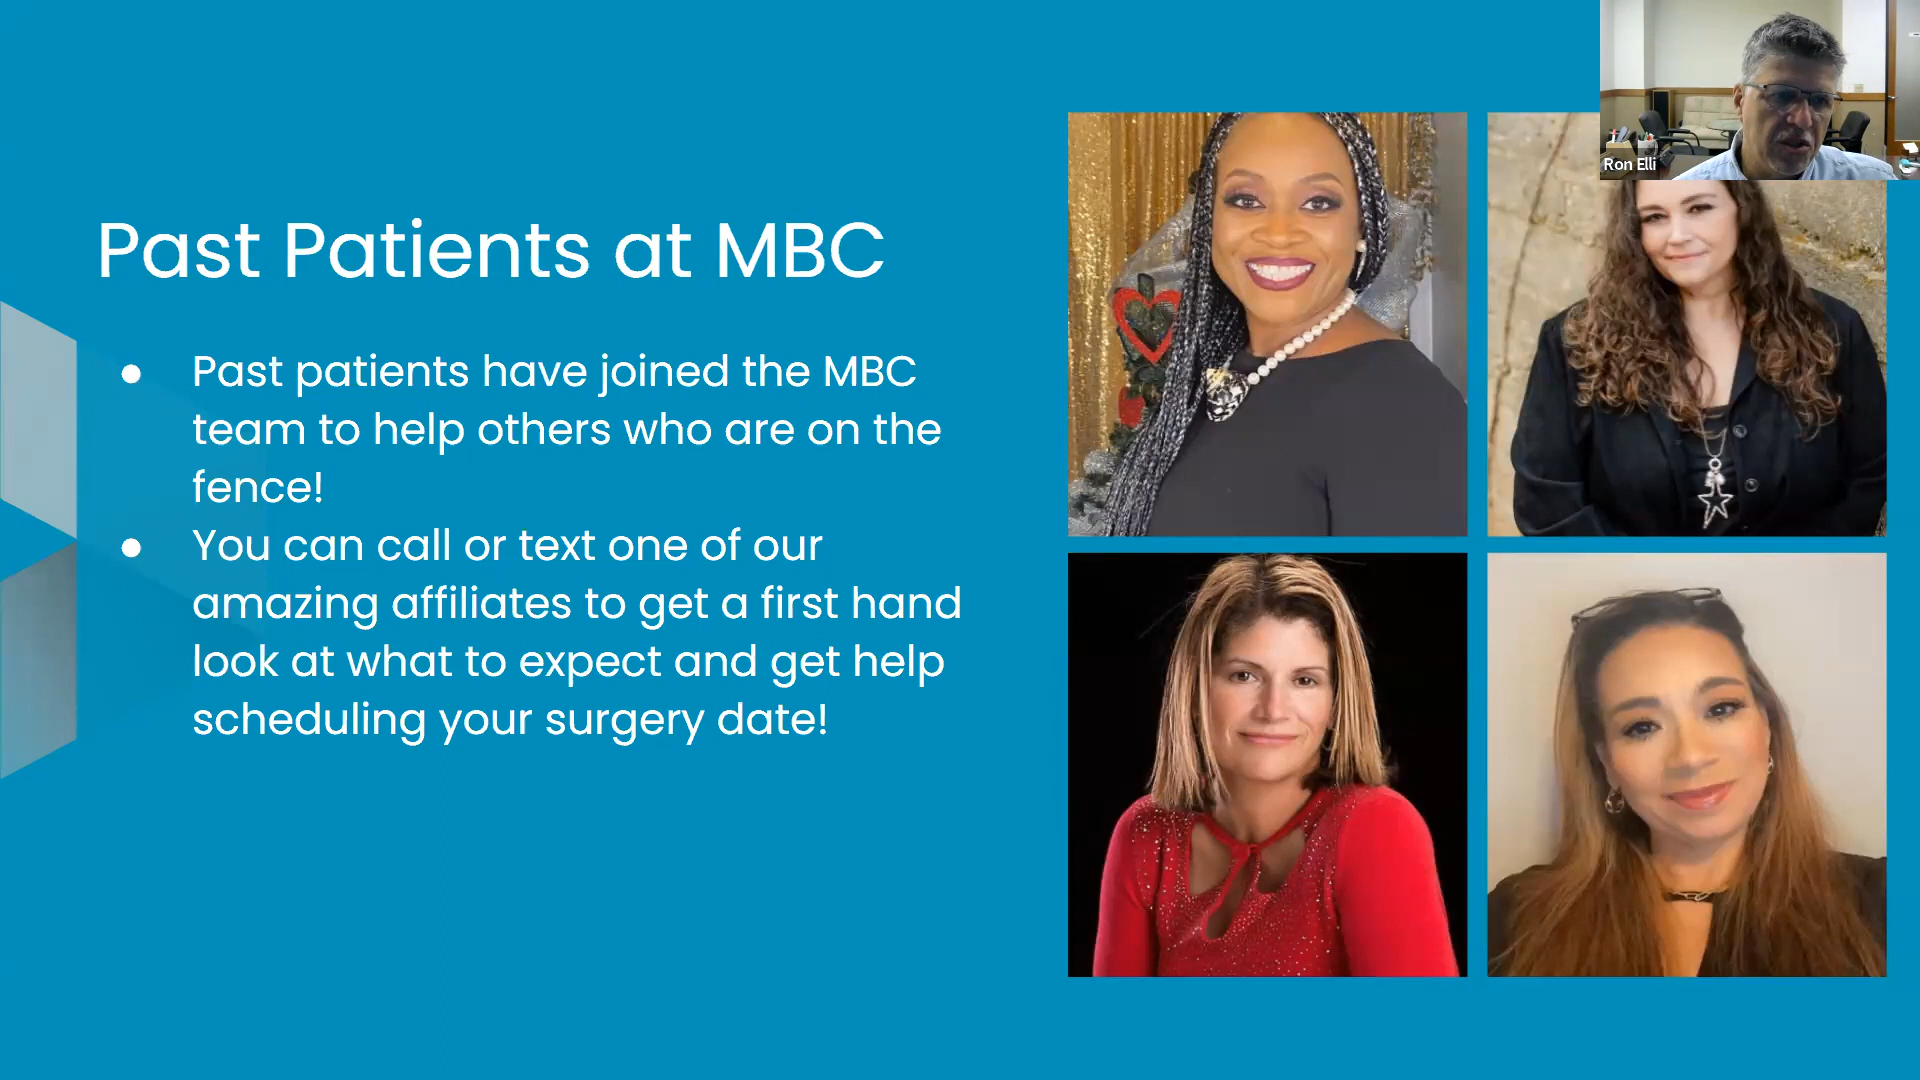 Ron Elli
Past Patients at MBC
● Past patients have joined the MBC
team to help others who are on the
fence!
● You can call or text one of our
amazing affiliates to get a first hand
look at what to expect and get help
scheduling your surgery date!